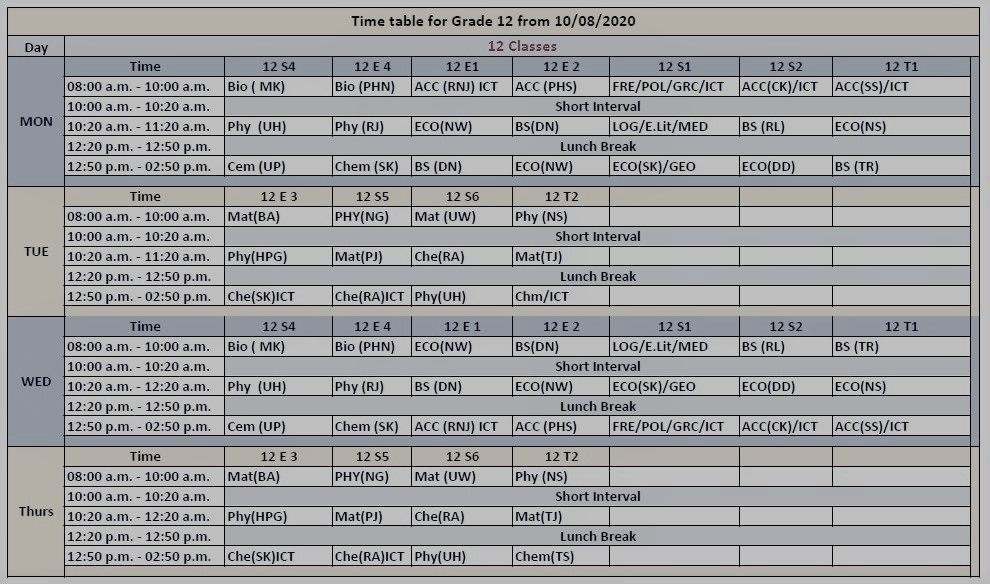 Time table for Grade 12 from 10/08/2020
Day 12 Classes
MON
Time 12 S4 12 E 4 12 E1 12 E 2 12 S1 12 S2 12 T1
08:00 a.m. - 10:00 a.m. Bio ( MK) Bio (PHN) ACC (RNJ) ICT ACC (PHS) FRE/POL/GRC/ICT ACC(CK)/ICT ACC(SS)/ICT
10:00 a.m. - 10:20 a.m. Short Interval
10:20 a.m. - 11:20 a.m. Phy (UH) Phy (RJ) ECO(NW) BS(DN) LOG/E.Lit/MED BS (RL) ECO(NS)
12:20 p.m. - 12:50 p.m. Lunch Break
12:50 p.m. - 02:50 p.m. Cem (UP) Chem (SK) BS (DN) ECO(NW) ECO(SK)/GEO ECO(DD) BS (TR)
TUE
Time 12 E 3 12 S5 12 S6 12 T2
08:00 a.m. - 10:00 a.m. Mat(BA) PHY(NG) Mat (UW) Phy (NS)
10:00 a.m. - 10:20 a.m. Short Interval
10:20 a.m. - 11:20 a.m. Phy(HPG) Mat(PJ) Che(RA) Mat(TJ)
12:20 p.m. - 12:50 p.m. Lunch Break
12:50 p.m. - 02:50 p.m. Che(SK)ICT Che(RA)ICT Phy(UH) Chm/ICT
WED
Time 12 S4 12 E 4 12 E 1 12 E 2 12 S1 12 S2 12 T1
08:00 a.m. - 10:00 a.m. Bio ( MK) Bio (PHN) ECO(NW) BS(DN) LOG/E.Lit/MED BS (RL) BS (TR)
10:00 a.m. - 10:20 a.m. Short Interval
10:20 a.m. - 12:20 p.m. Phy (UH) Phy (RJ) BS (DN) ECO(NW) ECO(SK)/GEO ECO(DD) ECO(NS)
12:20 p.m. - 12:50 p.m. Lunch Break
12:50 p.m. - 02:50 p.m. Cem (UP) Chem (SK) ACC (RNJ) ICT ACC (PHS) FRE/POL/GRC/ICT ACC(CK)/ICT ACC(SS)/ICT
Thurs
Time 12 E 3 12 S5 12 S6 12 T2
08:00 a.m. - 10:00 a.m. Mat(BA) PHY(NG) Mat (UW) Phy (NS)
10:00 a.m. - 10:20 a.m. Short Interval
10:20 a.m. - 12:20 p.m. Phy(HPG) Mat(PJ) Che(RA) Mat(TJ)
12:20 p.m. - 12:50 p.m. Lunch Break
12:50 p.m. - 02:50 p.m. Che(SK)ICT Che(RA)ICT Phy(UH) Chem(TS)